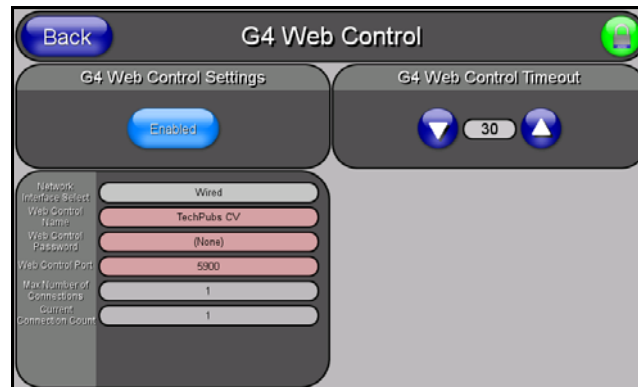 Back
G4 Web Control
G4 Web Control Settings
Enabled
G4 Web Control Timeout
30
Network
Interface Select
Wired
Web Control
Name
TechPubs CV
Web Control
Password
(None)
Web Control Port
5900
Max Number of
Connections
1
Current
Connection Count
1